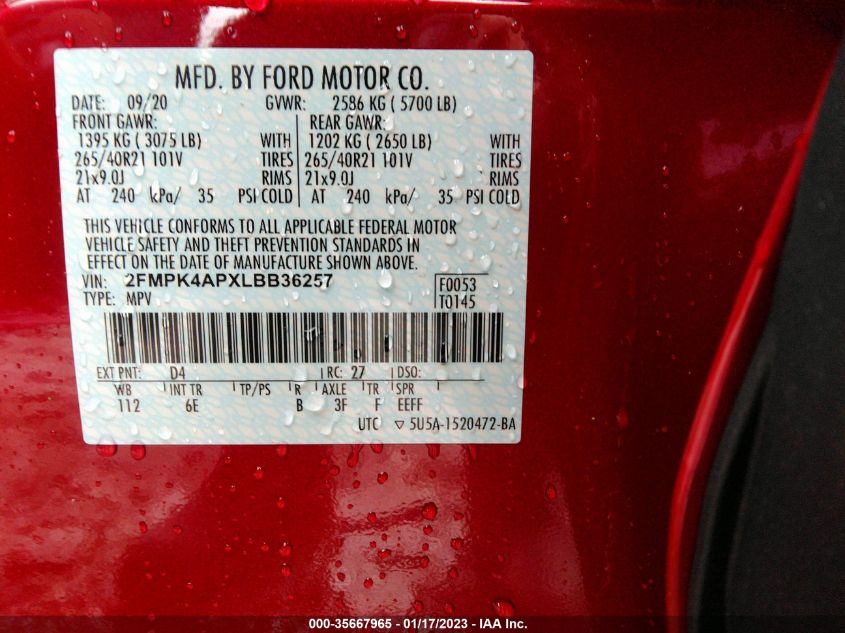 MFD. BY FORD MOTOR CO.
DATE: 09/20 GVWR: 2586 KG ( 5700 LB)
FRONT GAWR: REAR GAWR:
1395 KG ( 3075 LB) WITH 1202 KG ( 2650 LB) WITH
265/40R21 101V TIRES 265/40R21 101V TIRES
21x9.0J RIMS 21x9.0J RIMS
AT 240 kPa/ 35 PSI COLD AT 240 kPa/ 35 PSI COLD
THIS VEHICLE CONFORMS TO ALL APPLICABLE FEDERAL MOTOR
VEHICLE SAFETY AND THEFT PREVENTION STANDARDS IN
EFFECT ON THE DATE OF MANUFACTURE SHOWN ABOVE.
VIN: 2FMPK4APXLBB36257 F0053
TYPE: MPV T0145
EXT PNT: D4 RC: 27 DSO:
WB INT TR TP/PS R AXLE TR SPR
112 6E B 3F F EEFF
UTC ▽ 5U5A-1520472-BA
000-35667965 - 01/17/2023 - IAA Inc.